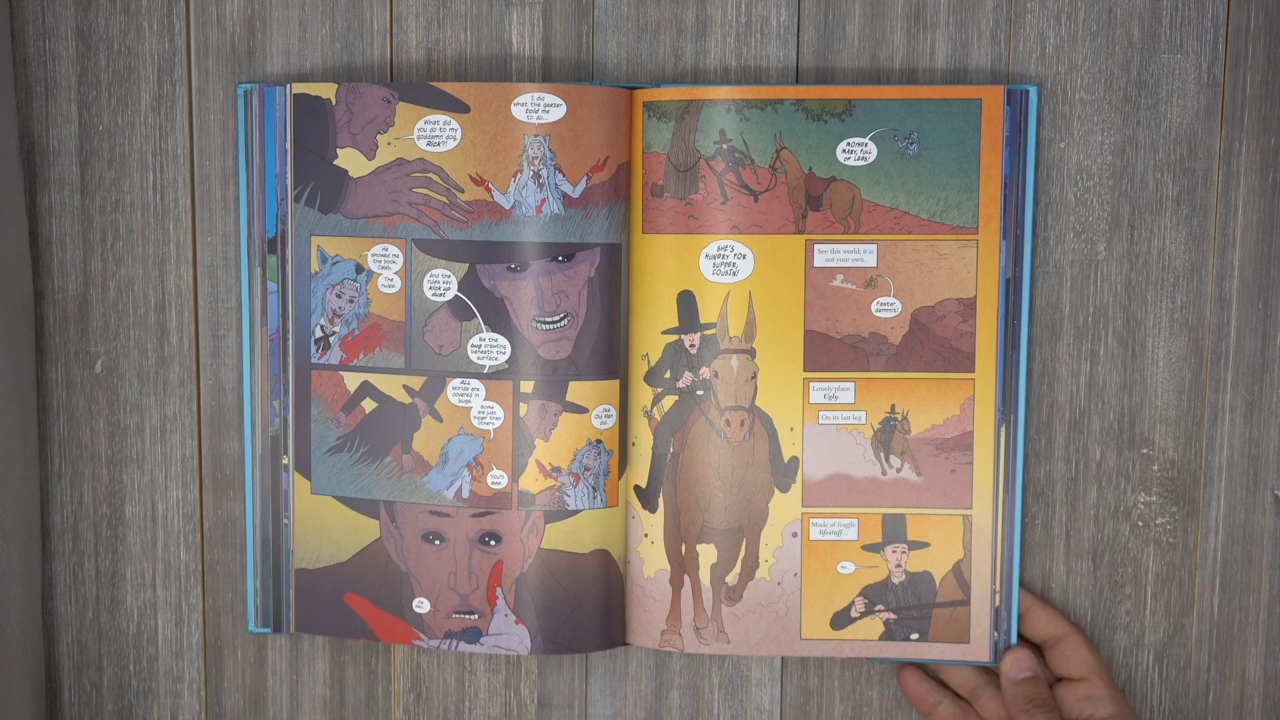 What did
you do to my
goddamn dog,
Rick?!
I did
what the geezer
told me
to do...
He
showed me
the book,
Caleb.
The
rules.
And the
rules say:
kick up
dust.
Be the
bug crawling
beneath the
surface.
ALL
worlds are
covered in
bugs.
Some
are just
bigger than
others.
You'll
see.
...like
Old Man
did.
MOTHER
MARY, FULL
OF LEGS!
SHE'S
HUNGRY FOR
SUPPER,
COUSIN!
See this world; it is
not your own.
Faster,
dammit!
Lonely place.
Ugly.
On its last leg.
Made of fragile
lifestuff...